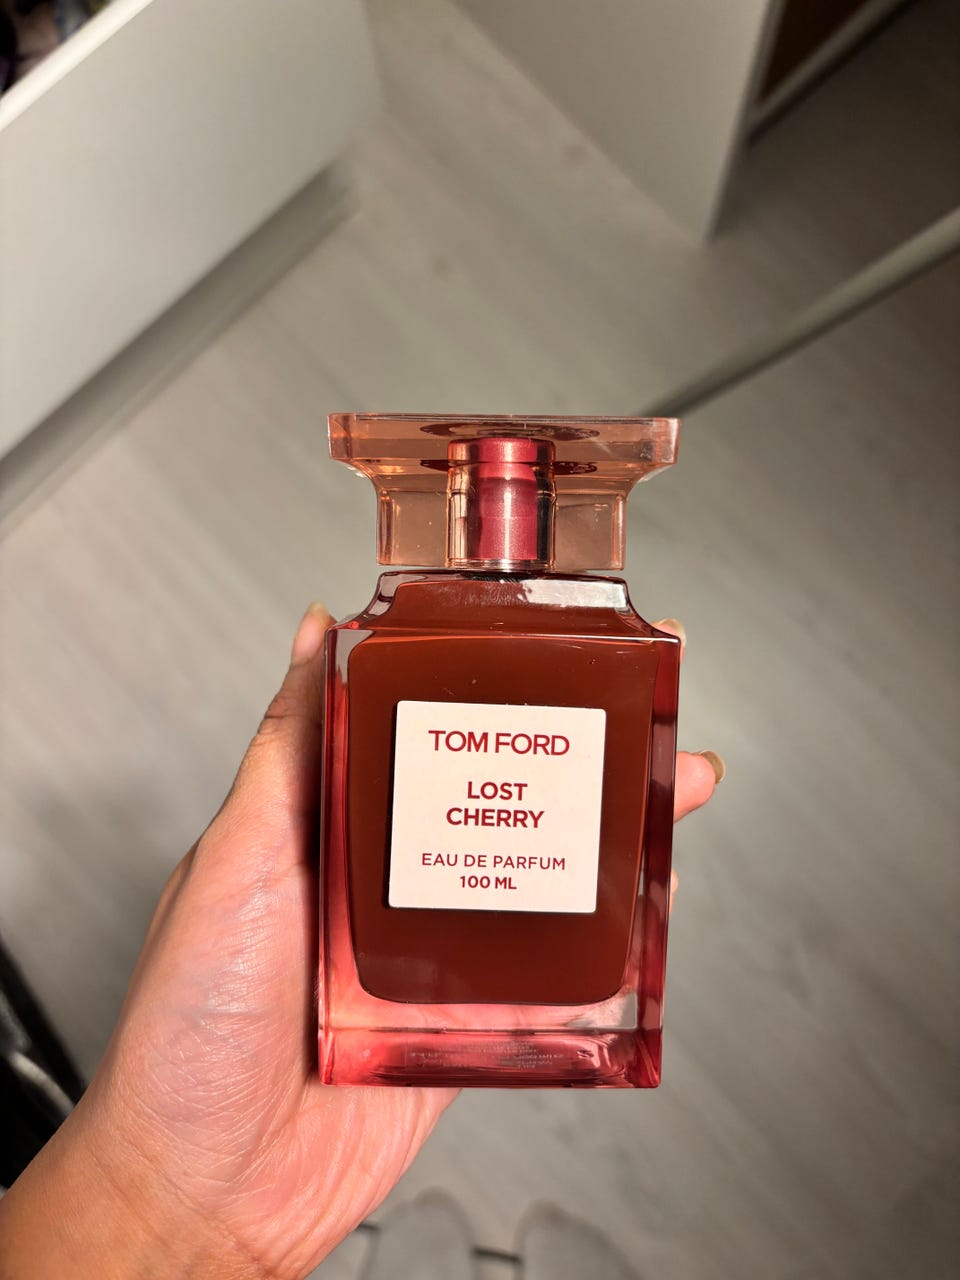 TOM FORD
LOST
CHERRY
EAU DE PARFUM
100 ML